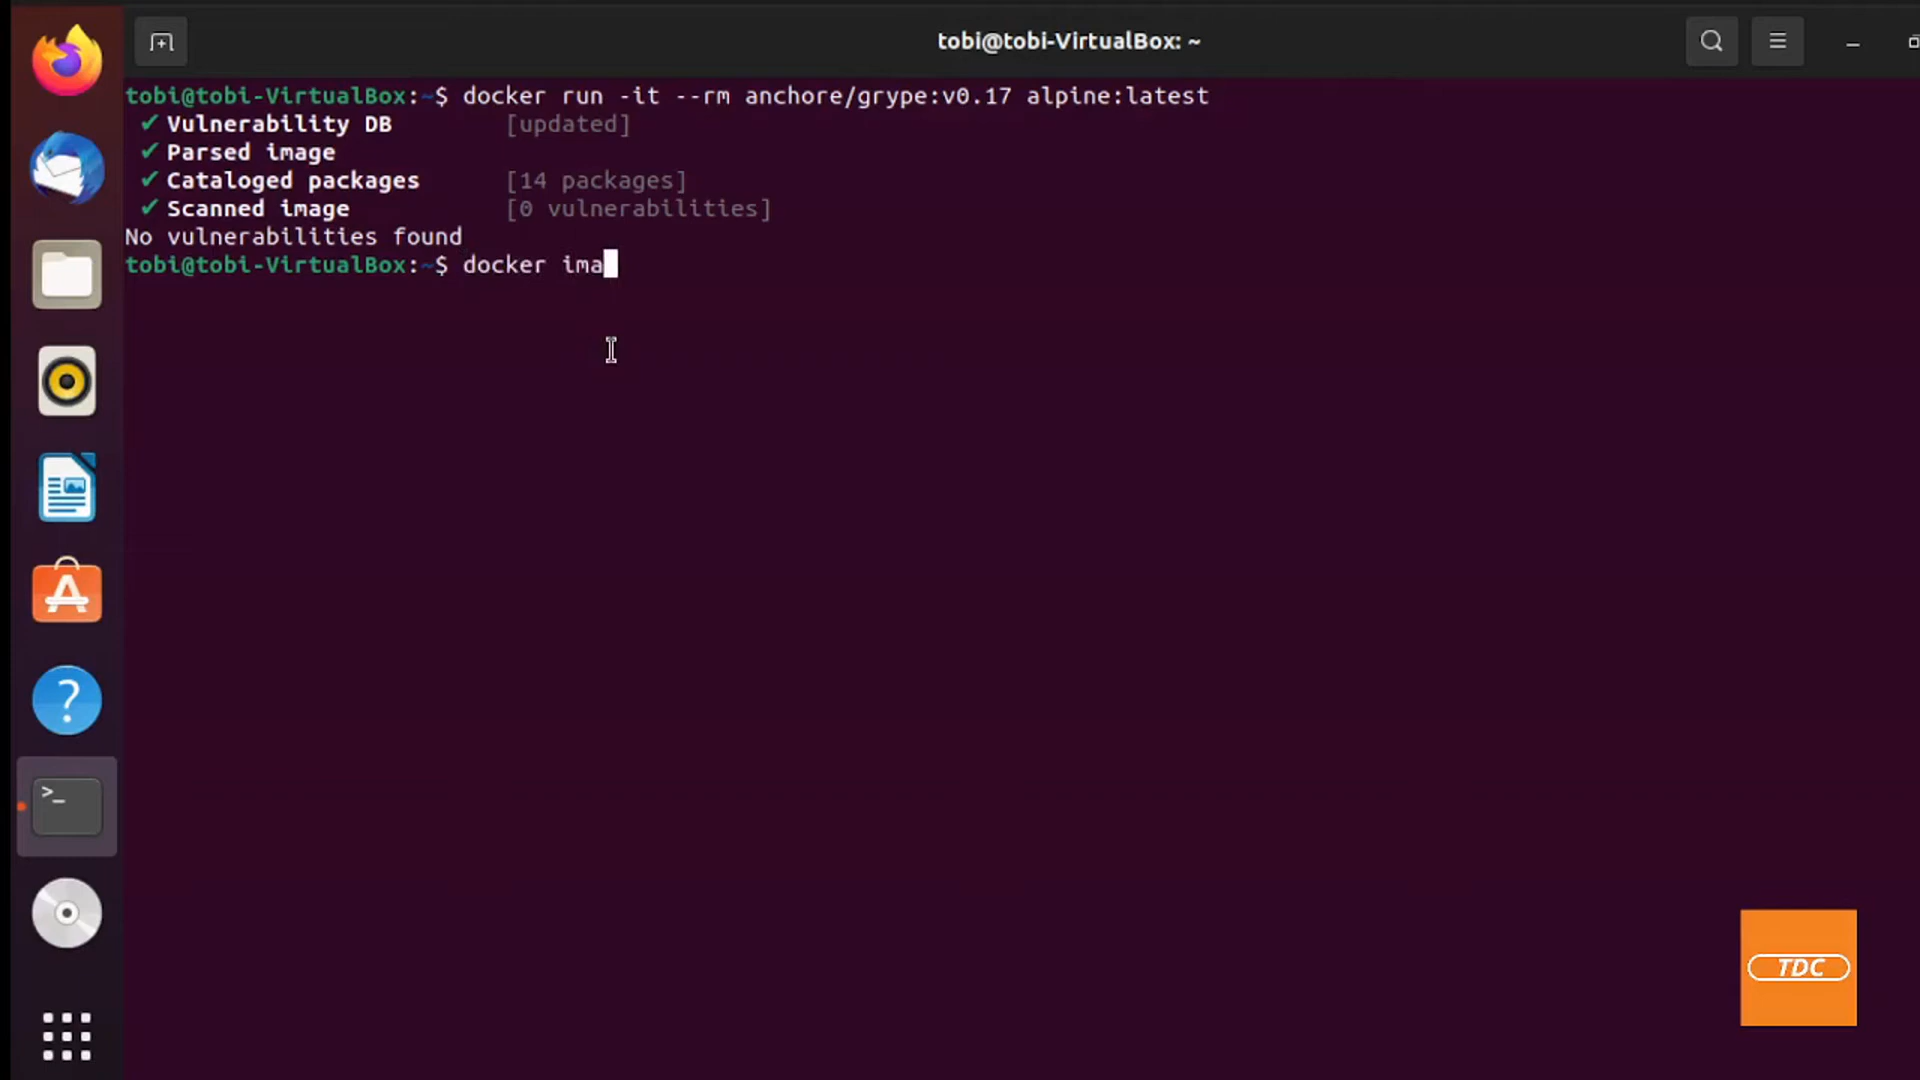 tobi@tobi-VirtualBox: ~
tobi@tobi-VirtualBox:~$ docker run -it --rm anchore/grype:v0.17 alpine:latest
✔ Vulnerability DB [updated]
✔ Parsed image
✔ Cataloged packages [14 packages]
✔ Scanned image [0 vulnerabilities]
No vulnerabilities found
tobi@tobi-VirtualBox:~$ docker ima
>_
TDC